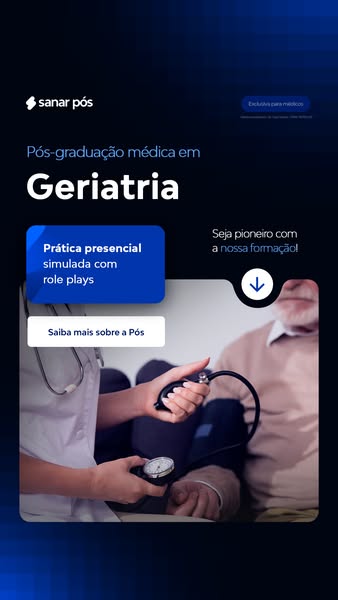 sanar pós
Exclusiva para médicos
Pós-graduação médica em
Geriatria
Prática presencial
simulada com
role plays
Seja pioneiro com
a nossa formação!
Saiba mais sobre a Pós